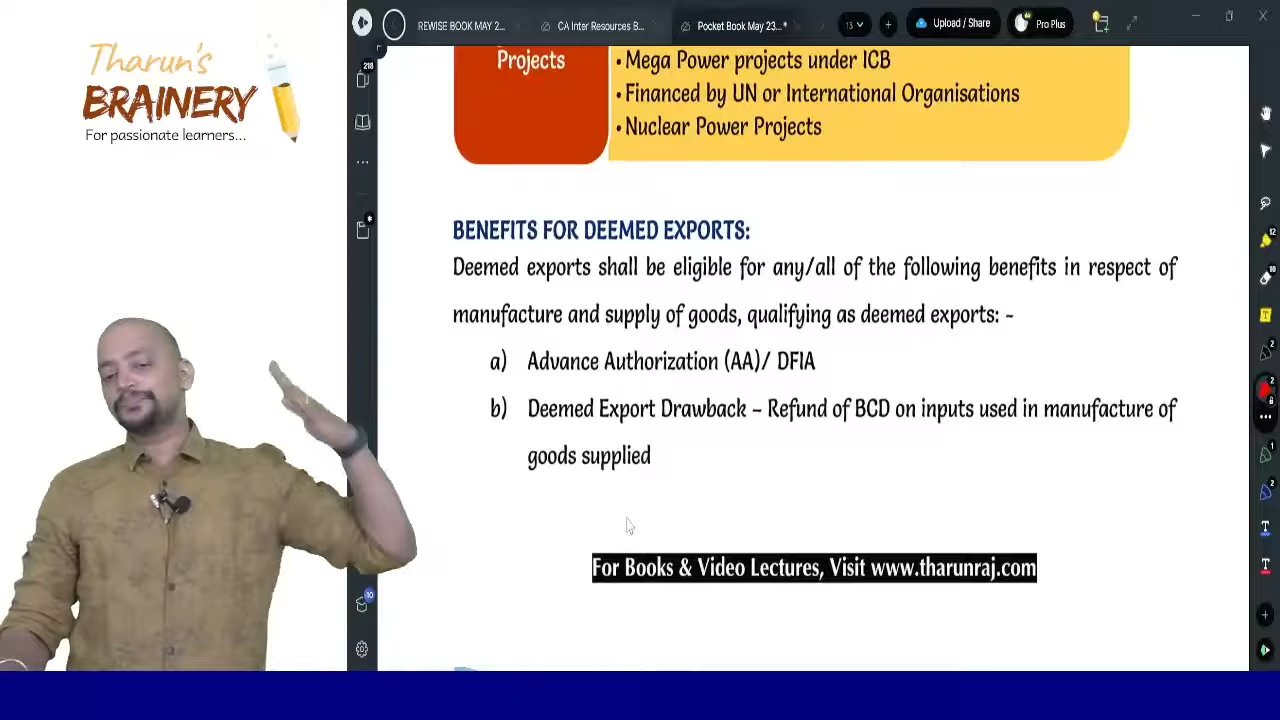 Tharun's
BRAINERY
For passionate learners...
REWISE BOOK MAY 2...
CA Inter Resources B...
Pocket Book May 23...*
13
Upload / Share
Pro Plus
218
Projects
• Mega Power projects under ICB
• Financed by UN or International Organisations
• Nuclear Power Projects
BENEFITS FOR DEEMED EXPORTS:
Deemed exports shall be eligible for any/all of the following benefits in respect of
manufacture and supply of goods, qualifying as deemed exports: -
a) Advance Authorization (AA)/ DFIA
b) Deemed Export Drawback – Refund of BCD on inputs used in manufacture of
goods supplied
For Books & Video Lectures, Visit www.tharunraj.com